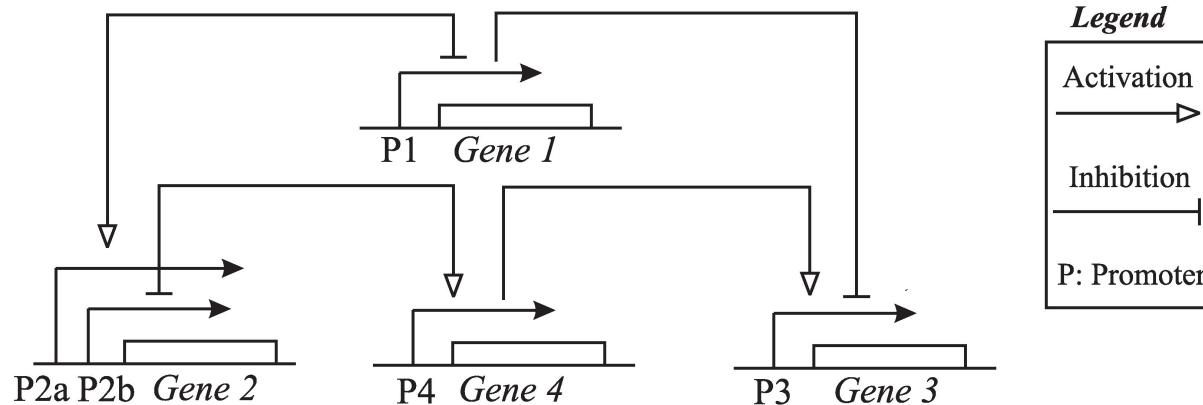 Legend
Activation
Inhibition
P: Promoter
P1 Gene 1
P2a P2b Gene 2
P4 Gene 4
P3 Gene 3